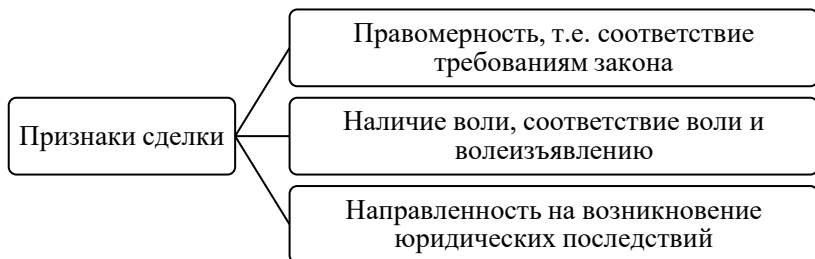 Признаки сделки
Правомерность, т.е. соответствие
требованиям закона
Наличие воли, соответствие воли и
волеизъявлению
Направленность на возникновение
юридических последствий